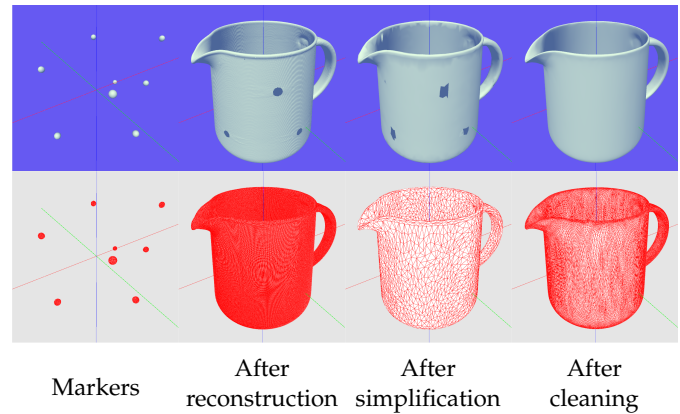 Markers
After
reconstruction
After
simplification
After
cleaning